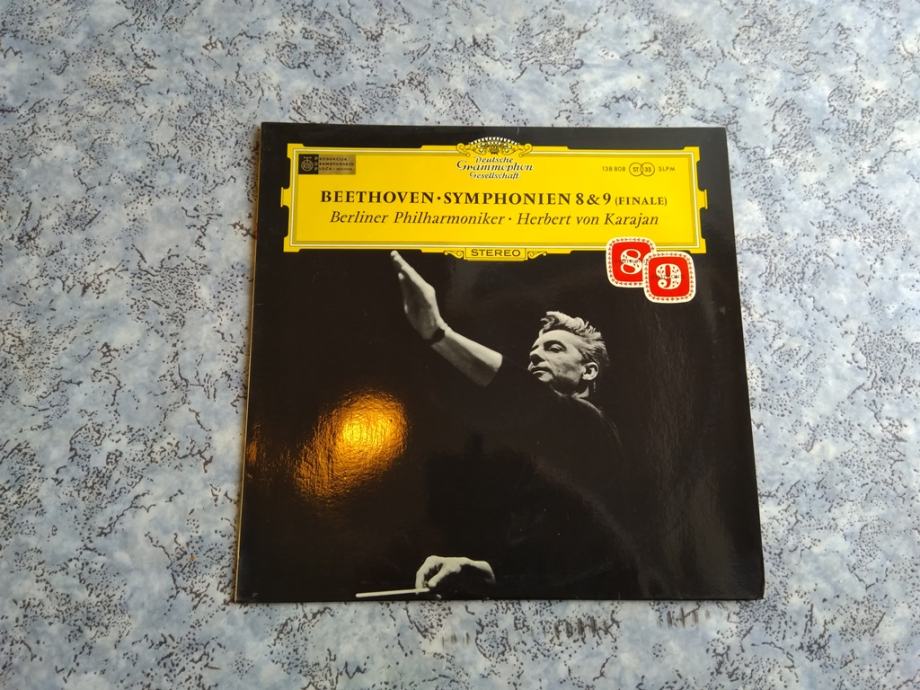 Deutsche
Grammophon
Gesellschaft
138 808 ST 33 SLPM
BEETHOVEN · SYMPHONIEN 8 & 9 (FINALE)
Berliner Philharmoniker · Herbert von Karajan
STEREO
8
9